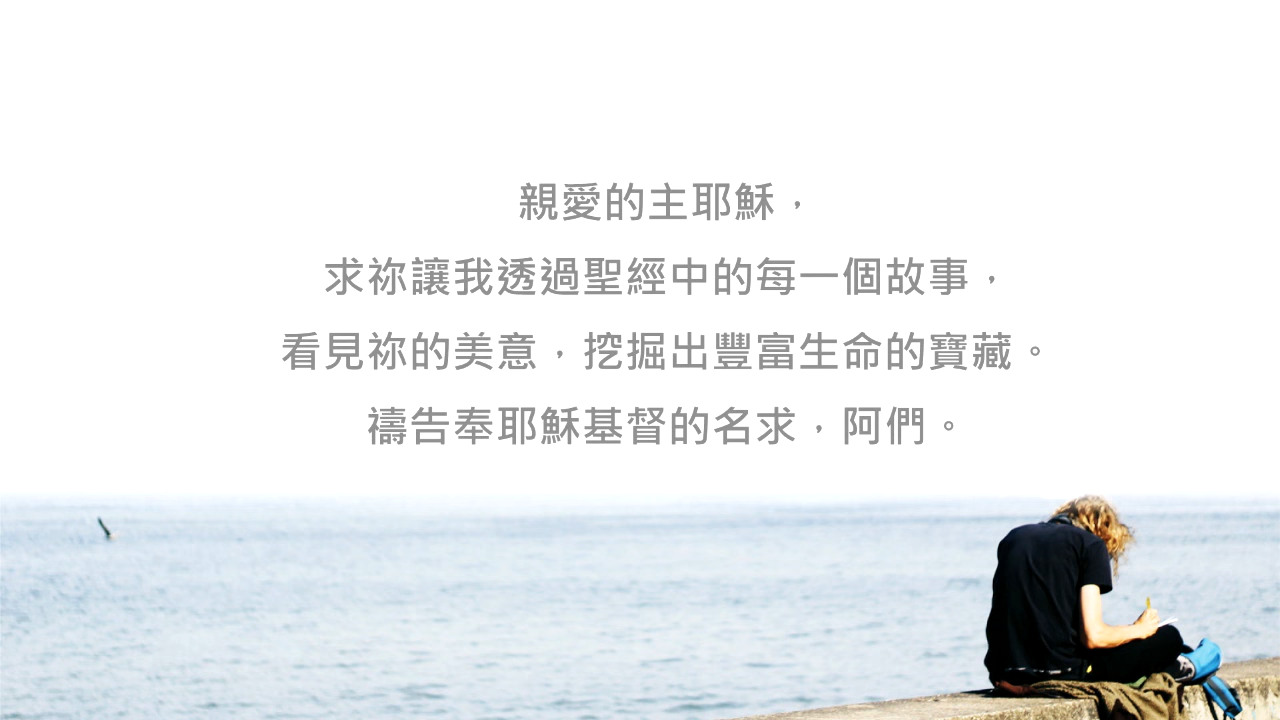 親愛的主耶穌，
求祢讓我透過聖經中的每一個故事，
看見祢的美意，挖掘出豐富生命的寶藏。
禱告奉耶穌基督的名求，阿們。